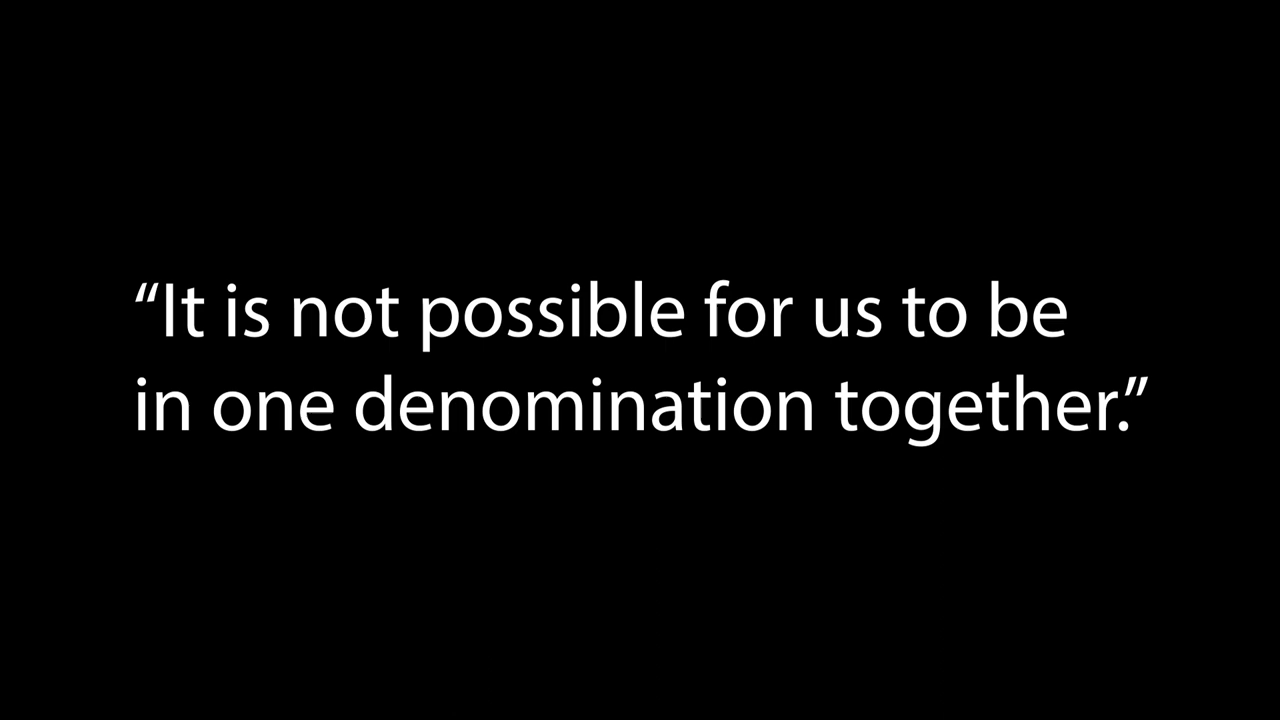 “It is not possible for us to be
in one denomination together.”